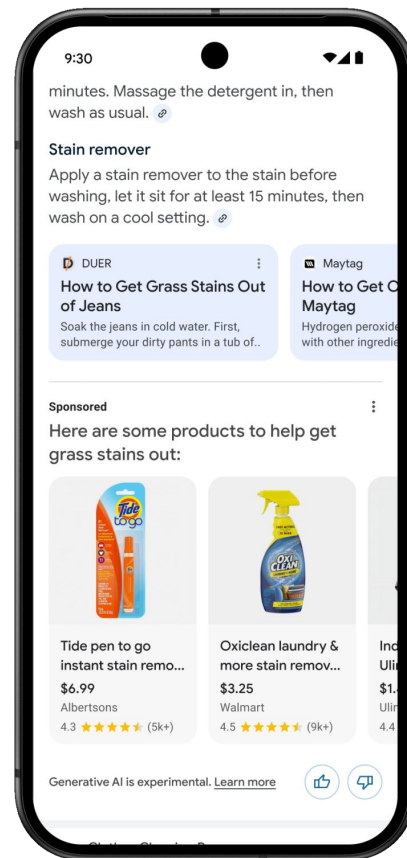 9:30
minutes. Massage the detergent in, then
wash as usual.
Stain remover
Apply a stain remover to the stain before
washing, let it sit for at least 15 minutes, then
wash on a cool setting.
DUER
How to Get Grass Stains Out
of Jeans
Soak the jeans in cold water. First,
submerge your dirty pants in a tub of..
Maytag
How to Get
Maytag
Hydrogen peroxide
with other
Sponsored
Here are some products to help get
grass stains out:
Tide
to go
OXI
CLEAN
Tide pen to go
instant stain remo...
$6.99
Albertsons
4.3 (5k+)
Oxiclean laundry &
more stain remov...
$3.25
Walmart
4.5 (9k+)
$1.
4.4
Generative AI is experimental. Learn more